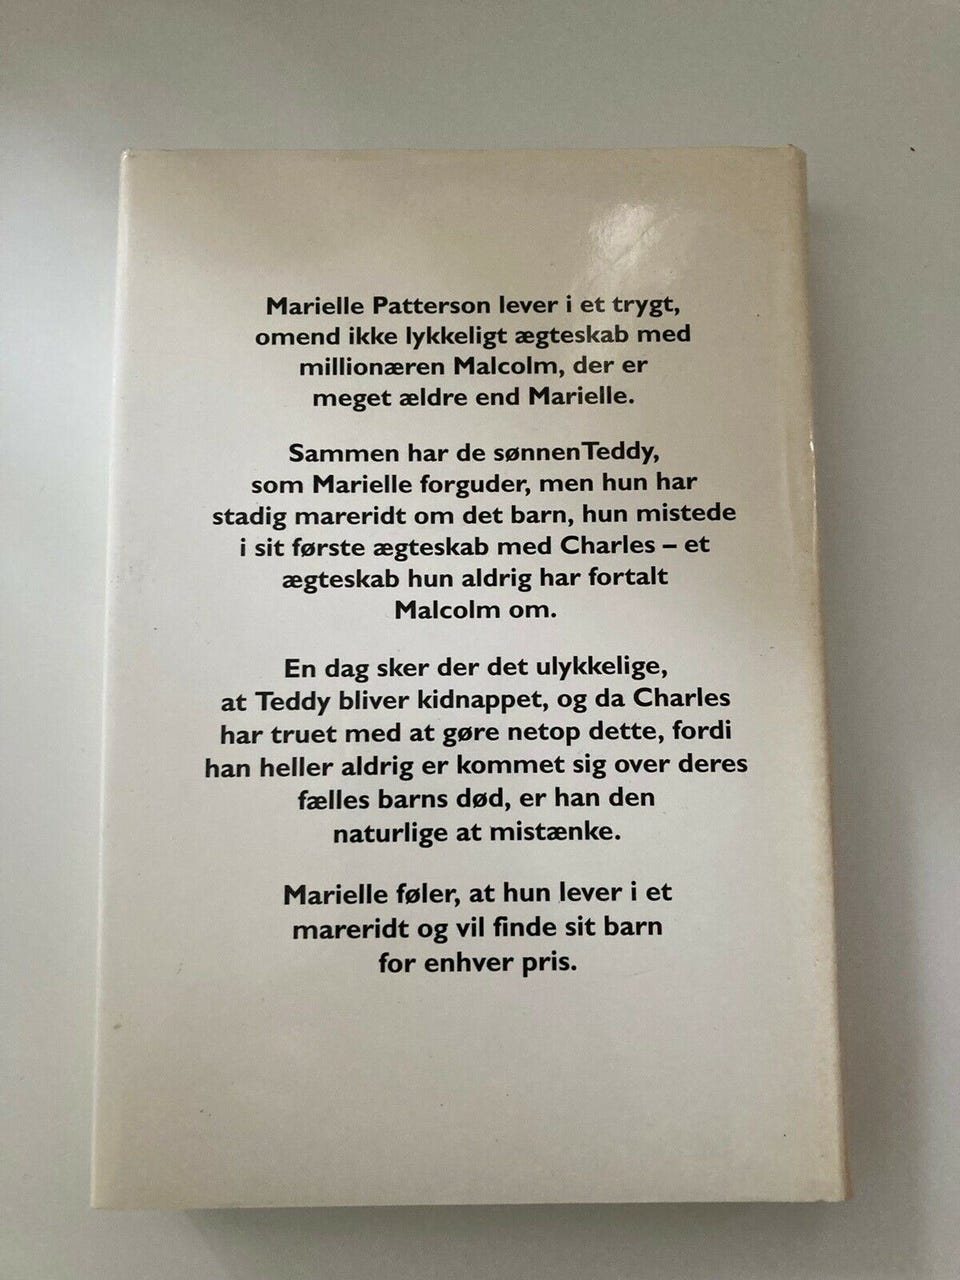 Marielle Patterson lever i et trygt,
omend ikke lykkeligt ægteskab med
millionæren Malcolm, der er
meget ældre end Marielle.
Sammen har de sønnenTeddy,
som Marielle forguder, men hun har
stadig mareridt om det barn, hun mistede
i sit første ægteskab med Charles – et
ægteskab hun aldrig har fortalt
Malcolm om.
En dag sker der det ulykkelige,
at Teddy bliver kidnappet, og da Charles
har truet med at gøre netop dette, fordi
han heller aldrig er kommet sig over deres
fælles barns død, er han den
naturlige at mistænke.
Marielle føler, at hun lever i et
mareridt og vil finde sit barn
for enhver pris.